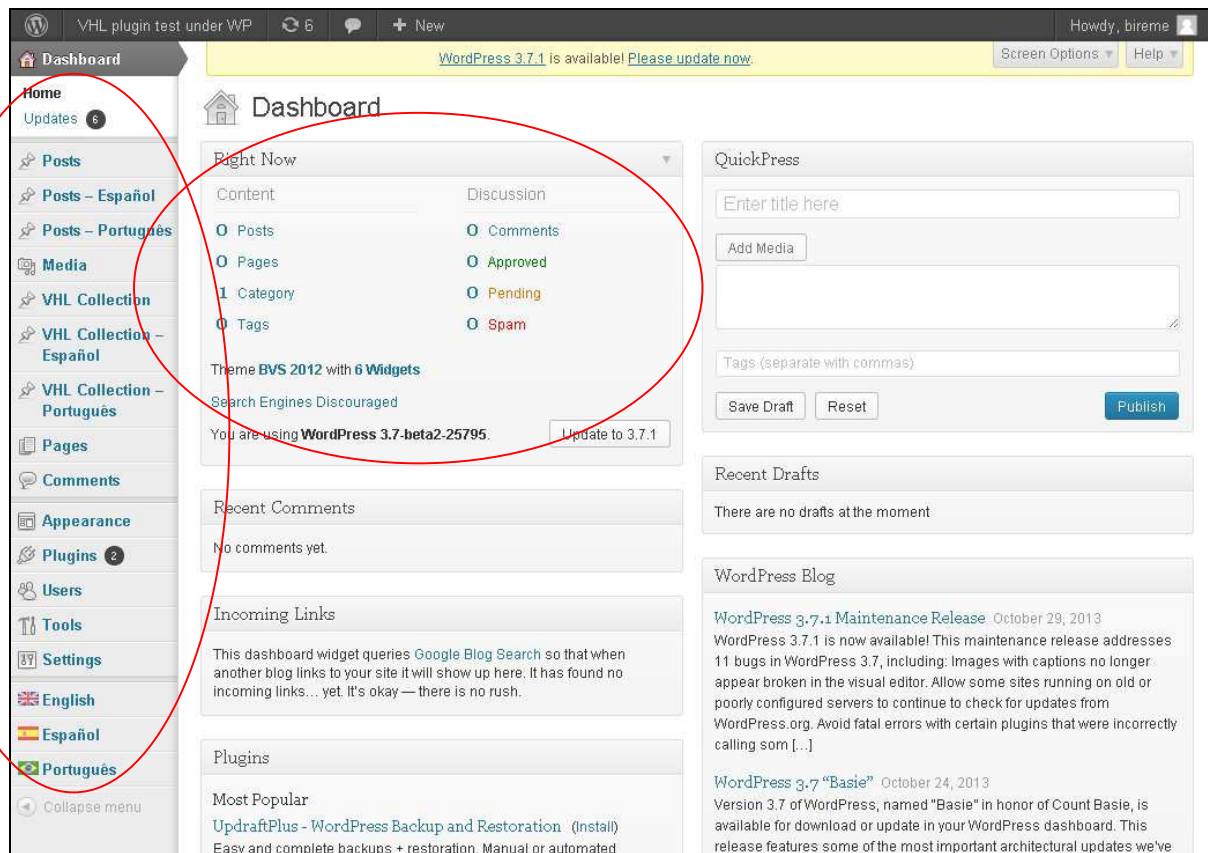 VHL plugin test under WP 6 + New Howdy, bireme
WordPress 3.7.1 is available! Please update now.
Screen Options Help
Dashboard
Home
Updates 6
Posts
Posts – Español
Posts – Português
Media
VHL Collection
VHL Collection –
Español
VHL Collection –
Português
Pages
Comments
Appearance
Plugins 2
Users
Tools
Settings
English
Español
Português
Collapse menu
Dashboard
Right Now
Content Discussion
0 Posts 0 Comments
0 Pages 0 Approved
1 Category 0 Pending
0 Tags 0 Spam
Theme BVS 2012 with 6 Widgets
Search Engines Discouraged
You are using WordPress 3.7-beta2-25795. Update to 3.7.1
Recent Comments
No comments yet.
Incoming Links
This dashboard widget queries Google Blog Search so that when
another blog links to your site it will show up here. It has found no
incoming links… yet. It's okay — there is no rush.
Plugins
Most Popular
UpdraftPlus - WordPress Backup and Restoration (Install)
Easy and complete backups + restoration. Manual or automated
QuickPress
Enter title here
Add Media
Tags (separate with commas)
Save Draft Reset Publish
Recent Drafts
There are no drafts at the moment
WordPress Blog
WordPress 3.7.1 Maintenance Release October 29, 2013
WordPress 3.7.1 is now available! This maintenance release addresses
11 bugs in WordPress 3.7, including: Images with captions no longer
appear broken in the visual editor. Allow some sites running on old or
poorly configured servers to continue to check for updates from
WordPress.org. Avoid fatal errors with certain plugins that were incorrectly
calling som […]
WordPress 3.7 “Basie” October 24, 2013
Version 3.7 of WordPress, named "Basie" in honor of Count Basie, is
available for download or update in your WordPress dashboard. This
release features some of the most important architectural updates we've